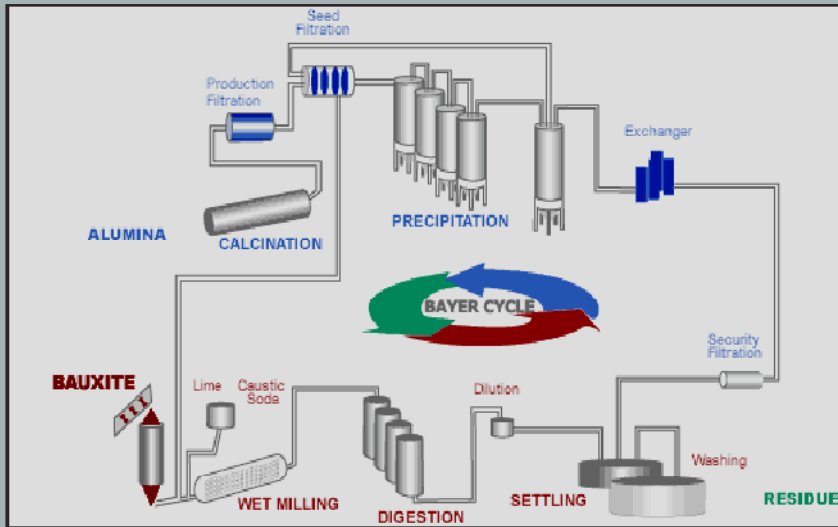 Seed
Filtration
Production
Filtration
Exchanger
ALUMINA
CALCINATION
PRECIPITATION
BAYER CYCLE
Security
Filtration
BAUXITE
Lime
Caustic
Soda
Dilution
Washing
WET MILLING
DIGESTION
SETTLING
RESIDUE